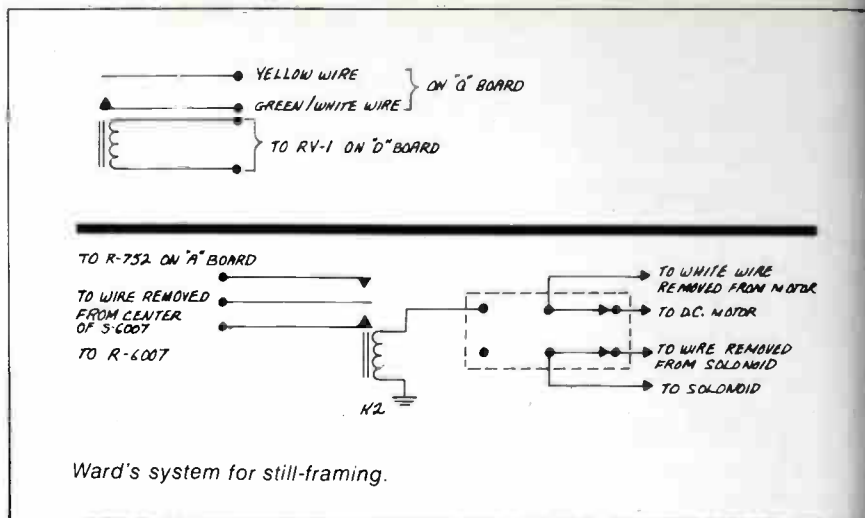 YELLOW WIRE
ON "Q" BOARD
GREEN/WHITE WIRE
TO RV-1 ON "D" BOARD
TO R-752 ON "A" BOARD
TO WIRE REMOVED
FROM CENTER
OF S-6007
TO R-6007
K2
TO WHITE WIRE
REMOVED FROM MOTOR
TO D.C. MOTOR
TO WIRE REMOVED
FROM SOLONOID
TO SOLONOID
Ward's system for still-framing.